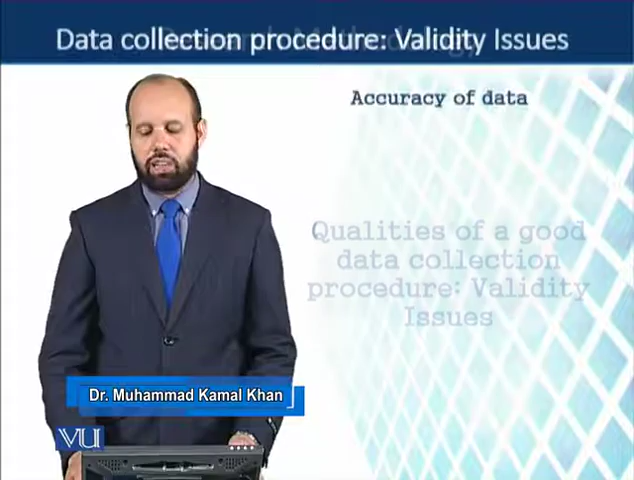 Data collection procedure: Validity Issues
Accuracy of data
Qualities of a good
data collection
procedure: Validity
Issues
Dr. Muhammad Kamal Khan
VU